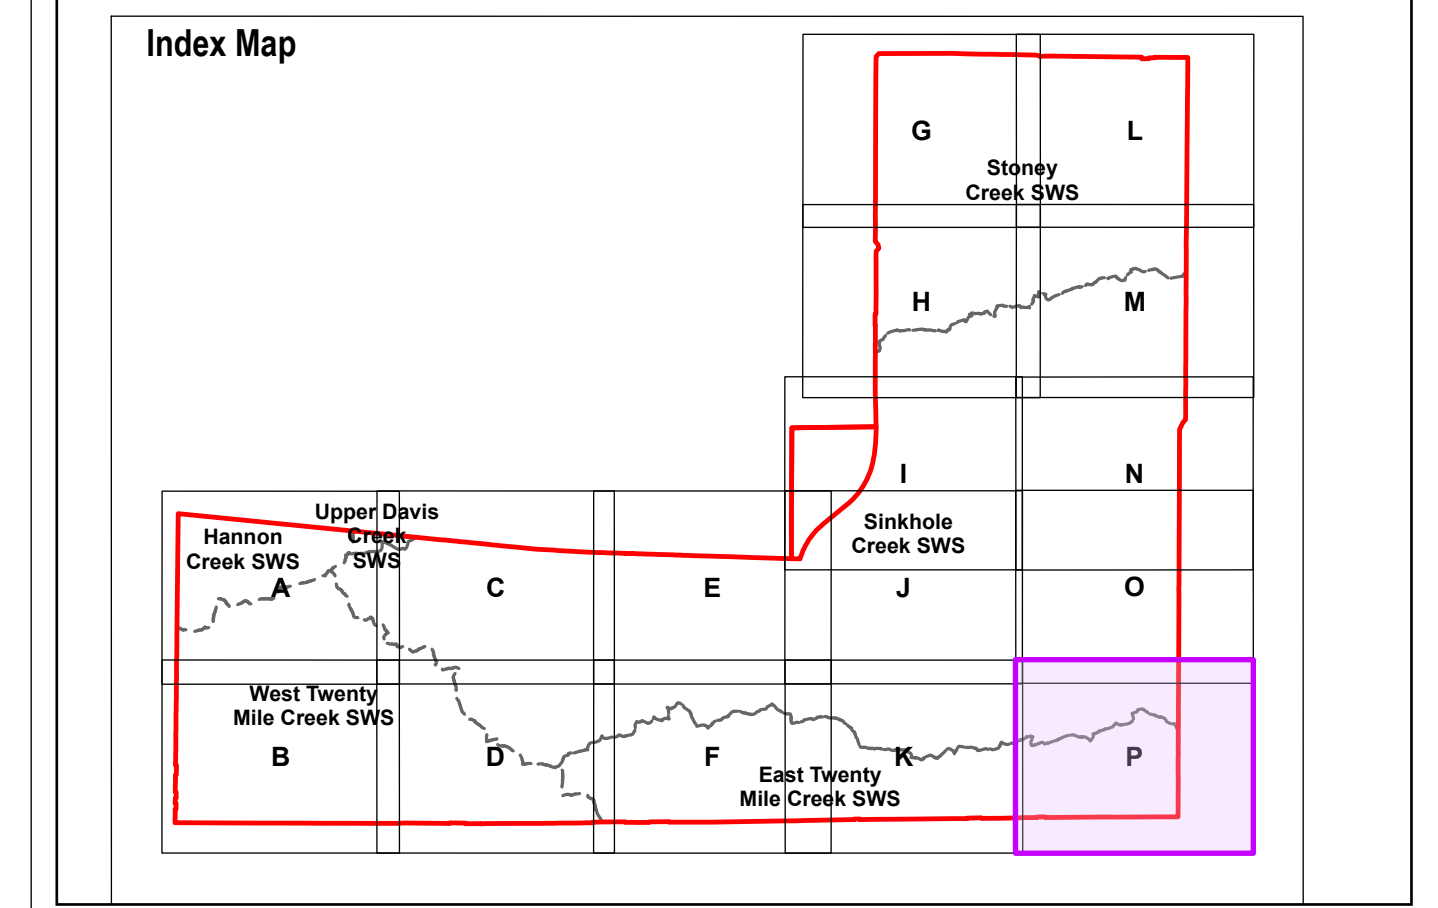 Index Map
G
L
Stoney
Creek SWS
H
M
I
N
Upper Davis
Creek
SWS
Hannon
Creek SWS
Sinkhole
Creek SWS
A
C
E
J
O
West Twenty
Mile Creek SWS
B
D
F
K
P
East Twenty
Mile Creek SWS